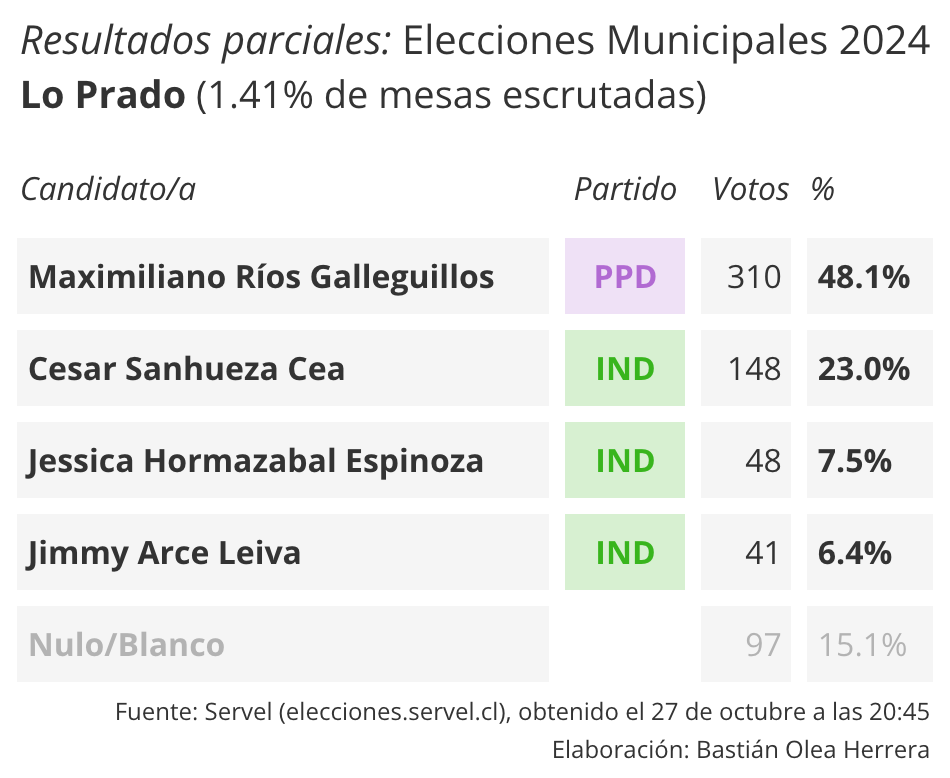 Resultados parciales: Elecciones Municipales 2024
Lo Prado (1.41% de mesas escrutadas)
Candidato/a Partido Votos %
Maximiliano Ríos Galleguillos PPD 310 48.1%
Cesar Sanhueza Cea IND 148 23.0%
Jessica Hormazabal Espinoza IND 48 7.5%
Jimmy Arce Leiva IND 41 6.4%
Nulo/Blanco 97 15.1%
Fuente: Servel (elecciones.servel.cl), obtenido el 27 de octubre a las 20:45
Elaboración: Bastián Olea Herrera